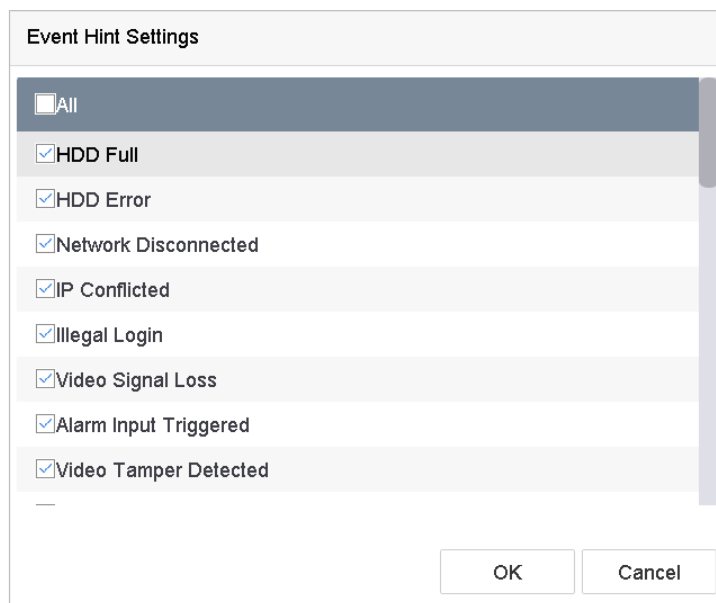 Event Hint Settings
All
HDD Full
HDD Error
Network Disconnected
IP Conflicted
Illegal Login
Video Signal Loss
Alarm Input Triggered
Video Tamper Detected
OK
Cancel